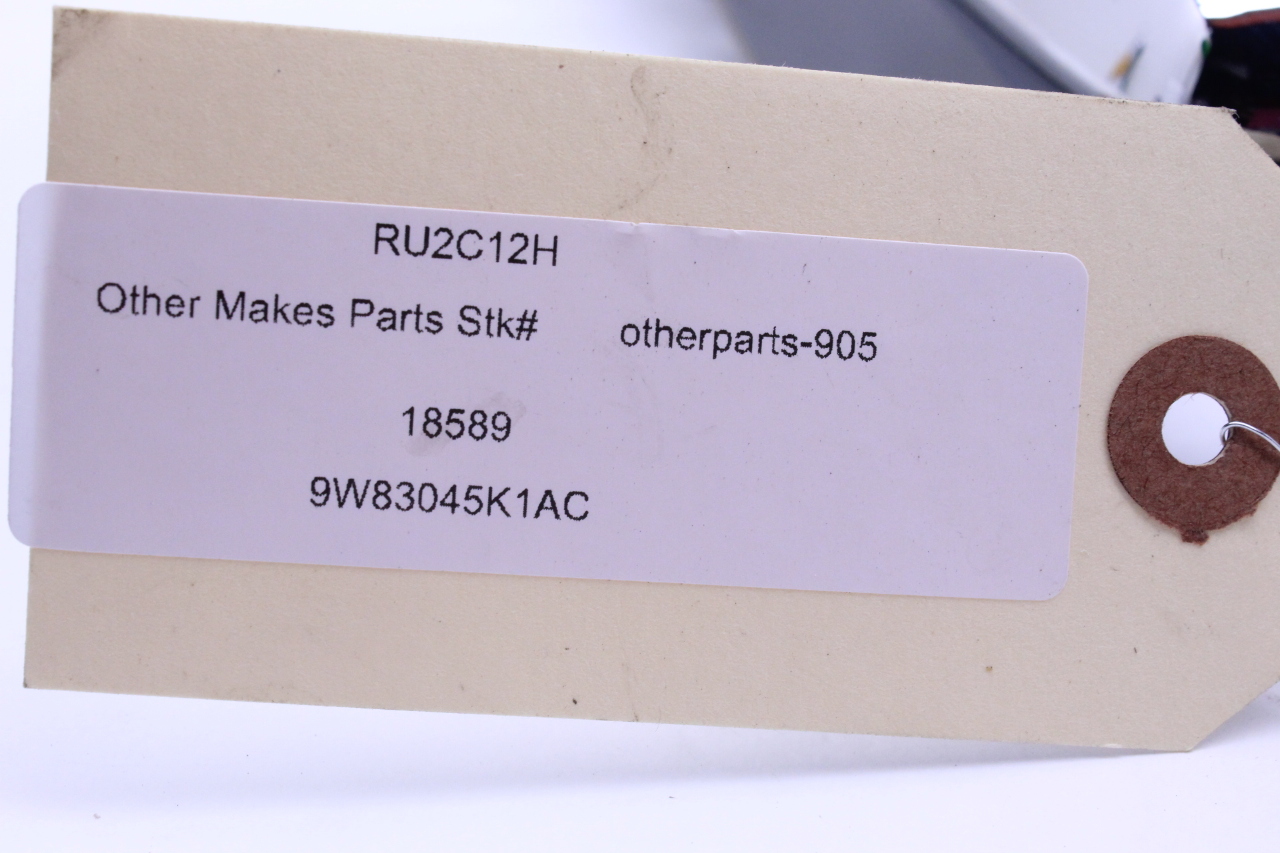 RU2C12H
Other Makes Parts Stk# otherparts-905
18589
9W83045K1AC